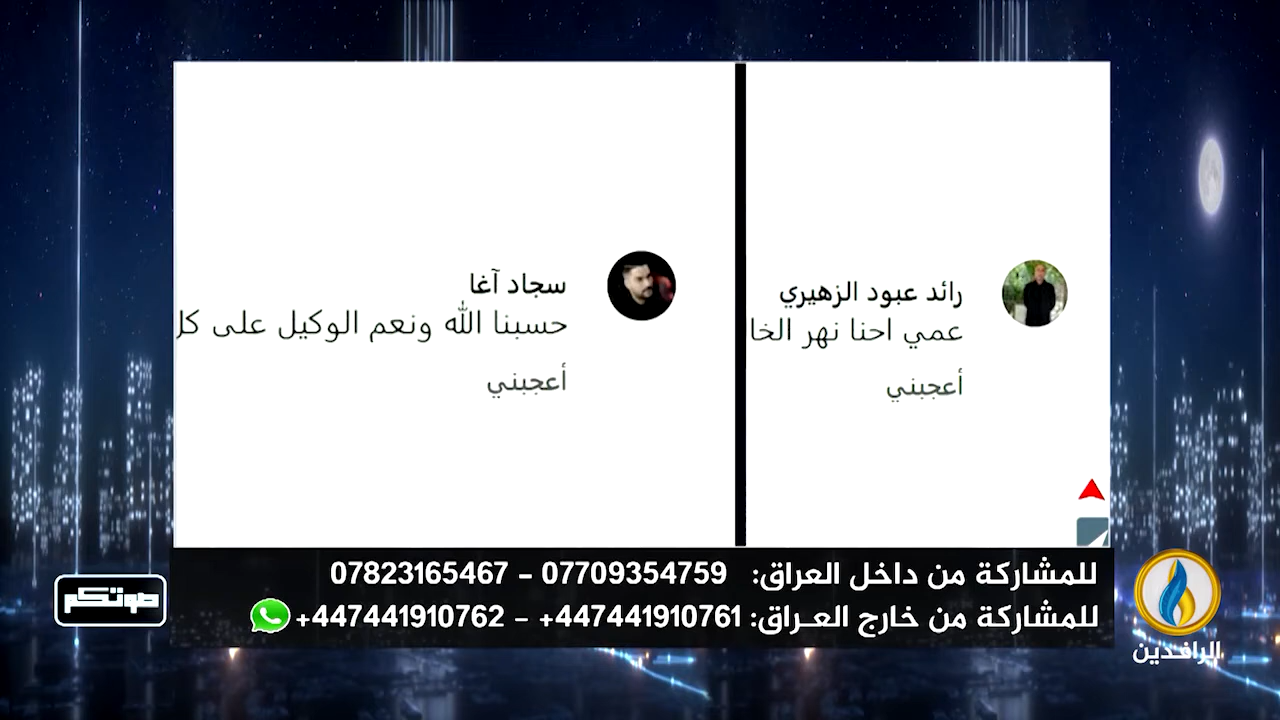 رائد عبود الزهيري
عمي احنا نهر الخا
أعجبني
سجاد آغا
حسبنا الله ونعم الوكيل على كل
أعجبني
للمشاركة من داخل العراق: 07709354759 - 07823165467
للمشاركة من خارج العـراق: 447441910761+ - 447441910762+
صوتكم
الرافدين